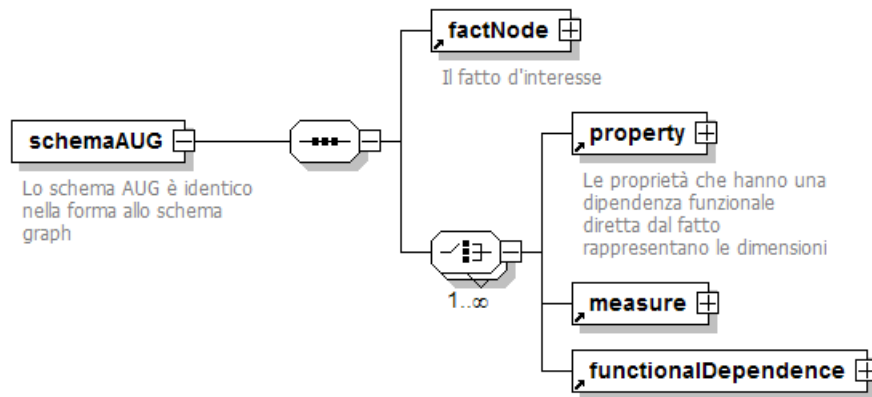 factNode
Il fatto d'interesse
schemaAUG
Lo schema AUG è identico
nella forma allo schema
graph
property
Le proprietà che hanno una
dipendenza funzionale
diretta dal fatto
rappresentano le dimensioni
1..∞
measure
functionalDependence